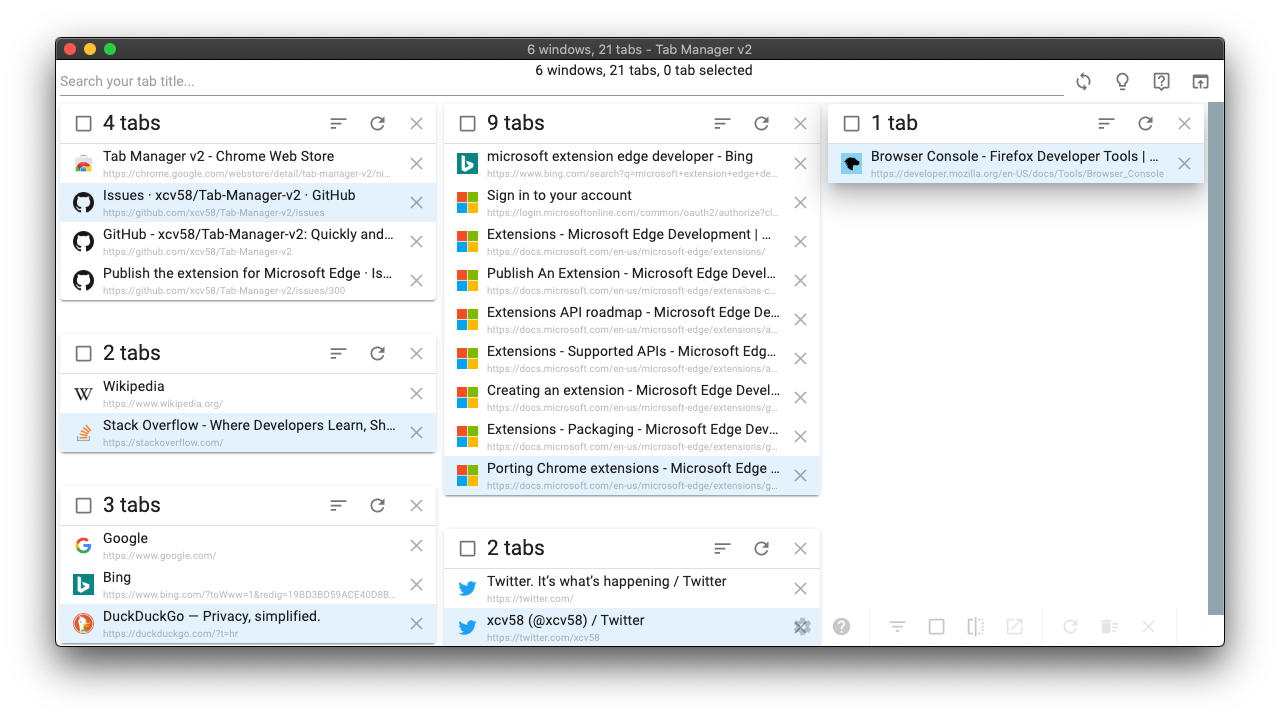 6 windows, 21 tabs - Tab Manager v2
6 windows, 21 tabs, 0 tab selected
Search your tab title...
4 tabs
Tab Manager v2 - Chrome Web Store
https://chrome.google.com/webstore/detail/tab-manager-v2/ni...
Issues · xcv58/Tab-Manager-v2 · GitHub
https://github.com/xcv58/Tab-Manager-v2/issues
GitHub - xcv58/Tab-Manager-v2: Quickly and...
https://github.com/xcv58/Tab-Manager-v2
Publish the extension for Microsoft Edge · Is...
https://github.com/xcv58/Tab-Manager-v2/issues/300
2 tabs
Wikipedia
https://www.wikipedia.org/
Stack Overflow - Where Developers Learn, Sh...
https://stackoverflow.com/
3 tabs
Google
https://www.google.com/
Bing
https://www.bing.com/?toWww=1&redig=19BD3BD59ACE40D8B...
DuckDuckGo — Privacy, simplified.
https://duckduckgo.com/?t=hr
9 tabs
microsoft extension edge developer - Bing
https://www.bing.com/search?q=microsoft+extension+edge+de...
Sign in to your account
https://login.microsoftonline.com/common/oauth2/authorize?cl...
Extensions - Microsoft Edge Development | ...
https://docs.microsoft.com/en-us/microsoft-edge/extensions/
Publish An Extension - Microsoft Edge Devel...
https://docs.microsoft.com/en-us/microsoft-edge/extensions-c...
Extensions API roadmap - Microsoft Edge De...
https://docs.microsoft.com/en-us/microsoft-edge/extensions/a...
Extensions - Supported APIs - Microsoft Edg...
https://docs.microsoft.com/en-us/microsoft-edge/extensions/a...
Creating an extension - Microsoft Edge Devel...
https://docs.microsoft.com/en-us/microsoft-edge/extensions/g...
Extensions - Packaging - Microsoft Edge Dev...
https://docs.microsoft.com/en-us/microsoft-edge/extensions/g...
Porting Chrome extensions - Microsoft Edge ...
https://docs.microsoft.com/en-us/microsoft-edge/extensions/g...
2 tabs
Twitter. It’s what’s happening / Twitter
https://twitter.com/
xcv58 (@xcv58) / Twitter
https://twitter.com/xcv58
1 tab
Browser Console - Firefox Developer Tools | ...
https://developer.mozilla.org/en-US/docs/Tools/Browser_Console